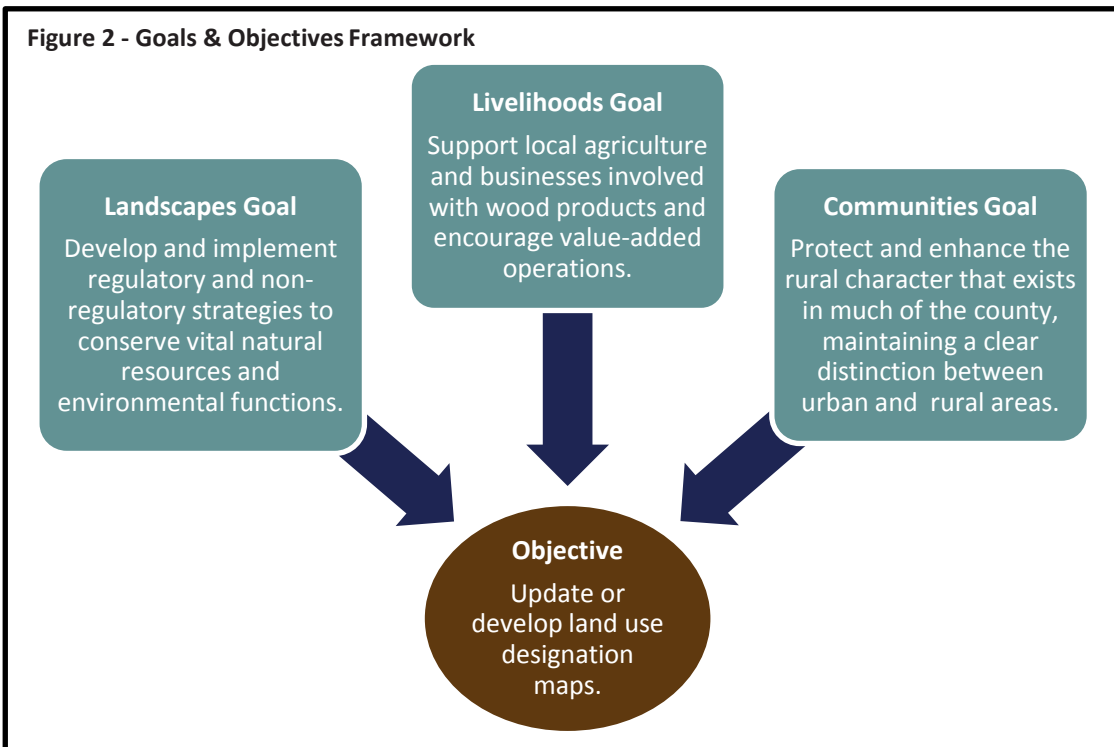 Figure 2 - Goals & Objectives Framework
Landscapes Goal
Develop and implement
regulatory and non-
regulatory strategies to
conserve vital natural
resources and
environmental functions.
Livelihoods Goal
Support local agriculture
and businesses involved
with wood products and
encourage value-added
operations.
Communities Goal
Protect and enhance the
rural character that exists
in much of the county,
maintaining a clear
distinction between
urban and rural areas.
Objective
Update or
develop land use
designation
maps.